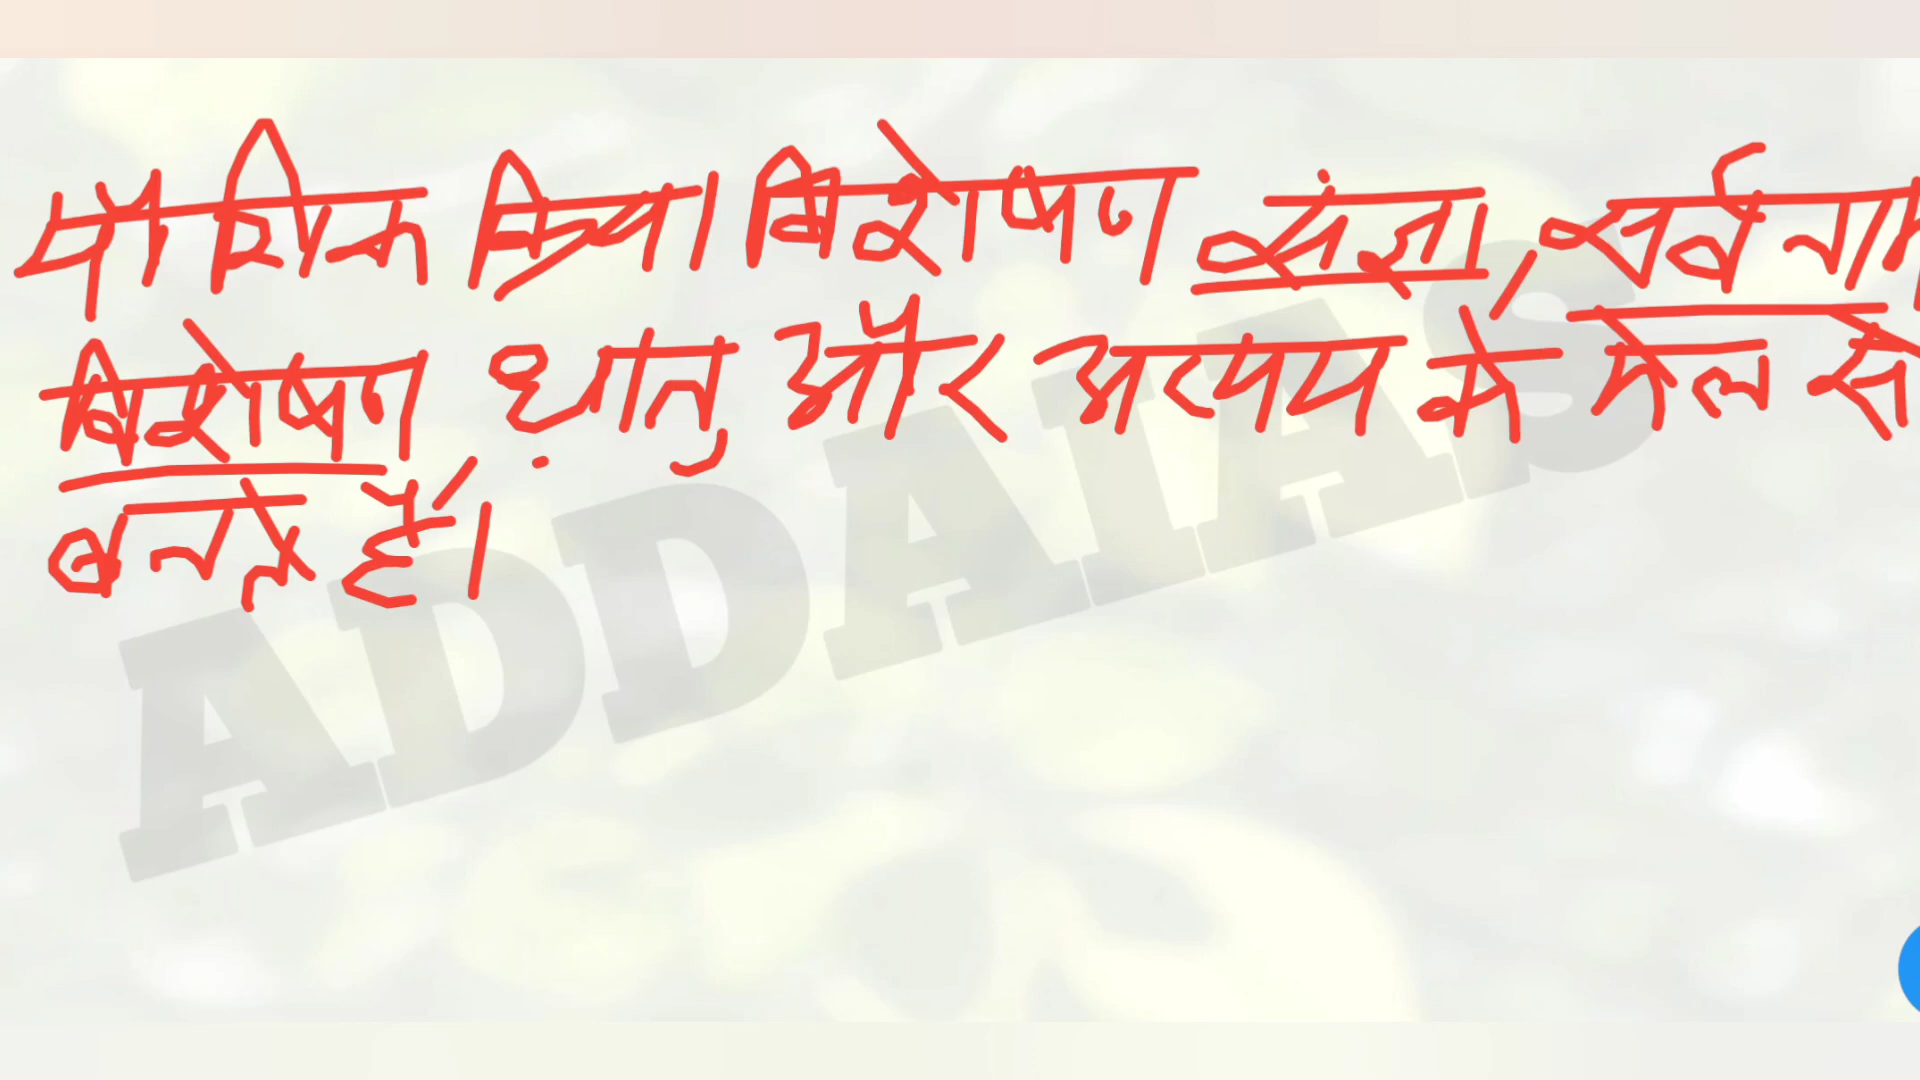 यौगिक क्रिया विशेषण संज्ञा, सर्वनाम
विशेषण धातु और अव्यय के मेल से
बनते हैं।
ADDAIAS